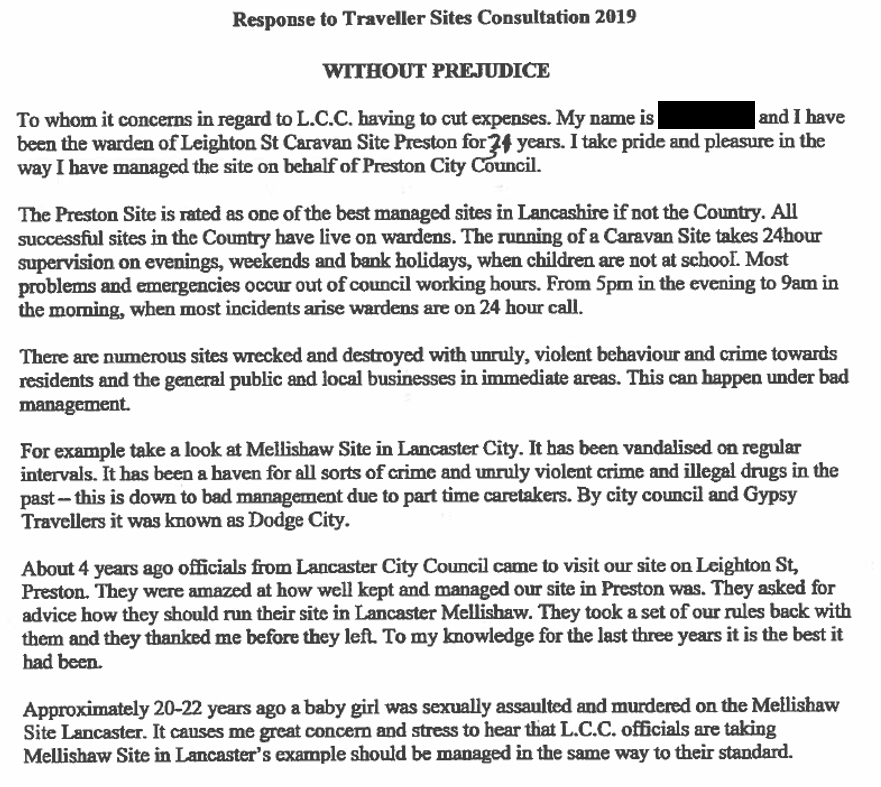 Response to Traveller Sites Consultation 2019
WITHOUT PREJUDICE
To whom it concerns in regard to L.C.C. having to cut expenses. My name is and I have
been the warden of Leighton St Caravan Site Preston for years. I take pride and pleasure in the
way I have managed the site on behalf of Preston City Council.
The Preston Site is rated as one of the best managed sites in Lancashire if not the Country. All
successful sites in the Country have live on wardens. The running of a Caravan Site takes 24hour
supervision on evenings, weekends and bank holidays, when children are not at school. Most
problems and emergencies occur out of council working hours. From 5pm in the evening to 9am in
the morning, when most incidents arise wardens are on 24 hour call.
There are numerous sites wrecked and destroyed with unruly, violent behaviour and crime towards
residents and the general public and local businesses in immediate areas. This can happen under bad
management.
For example take a look at Mellishaw Site in Lancaster City. It has been vandalised on regular
intervals. It has been a haven for all sorts of crime and unruly violent crime and illegal drugs in the
past – this is down to bad management due to part time caretakers. By city council and Gypsy
Travellers it was known as Dodge City.
About 4 years ago officials from Lancaster City Council came to visit our site on Leighton St,
Preston. They were amazed at how well kept and managed our site in Preston was. They asked for
advice how they should run their site in Lancaster Mellishaw. They took a set of our rules back with
them and they thanked me before they left. To my knowledge for the last three years it is the best it
had been.
Approximately 20-22 years ago a baby girl was sexually assaulted and murdered on the Mellishaw
Site Lancaster. It causes me great concern and stress to hear that L.C.C. officials are taking
Mellishaw Site in Lancaster's example should be managed in the same way to their standard.